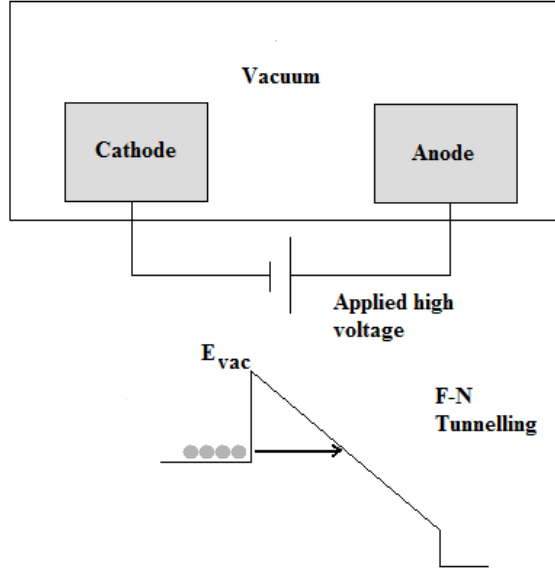 Vacuum
Cathode
Anode
Applied high
voltage
E vac
F-N
Tunnelling